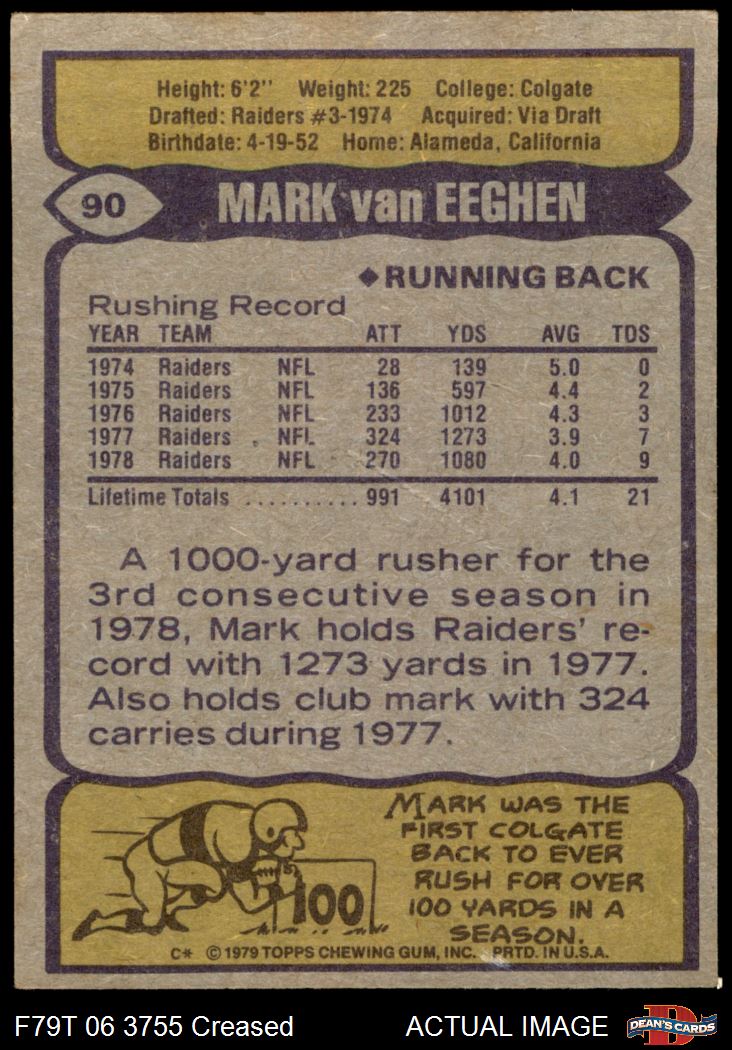 Height: 6'2" Weight: 225 College: Colgate
Drafted: Raiders #3-1974 Acquired: Via Draft
Birthdate: 4-19-52 Home: Alameda, California
90 MARK van EEGHEN
◆RUNNING BACK
Rushing Record
YEAR TEAM ATT YDS AVG TDS
1974 Raiders NFL 28 139 5.0 0
1975 Raiders NFL 136 597 4.4 2
1976 Raiders NFL 233 1012 4.3 3
1977 Raiders NFL 324 1273 3.9 7
1978 Raiders NFL 270 1080 4.0 9
Lifetime Totals .......... 991 4101 4.1 21
A 1000-yard rusher for the
3rd consecutive season in
1978, Mark holds Raiders' re-
cord with 1273 yards in 1977.
Also holds club mark with 324
carries during 1977.
MARK WAS THE
FIRST COLGATE
BACK TO EVER
RUSH FOR OVER
100 YARDS IN A
SEASON.
100
C* © 1979 TOPPS CHEWING GUM, INC. PRTD. IN U.S.A.
F79T 06 3755 Creased ACTUAL IMAGE D DEAN'S CARDS